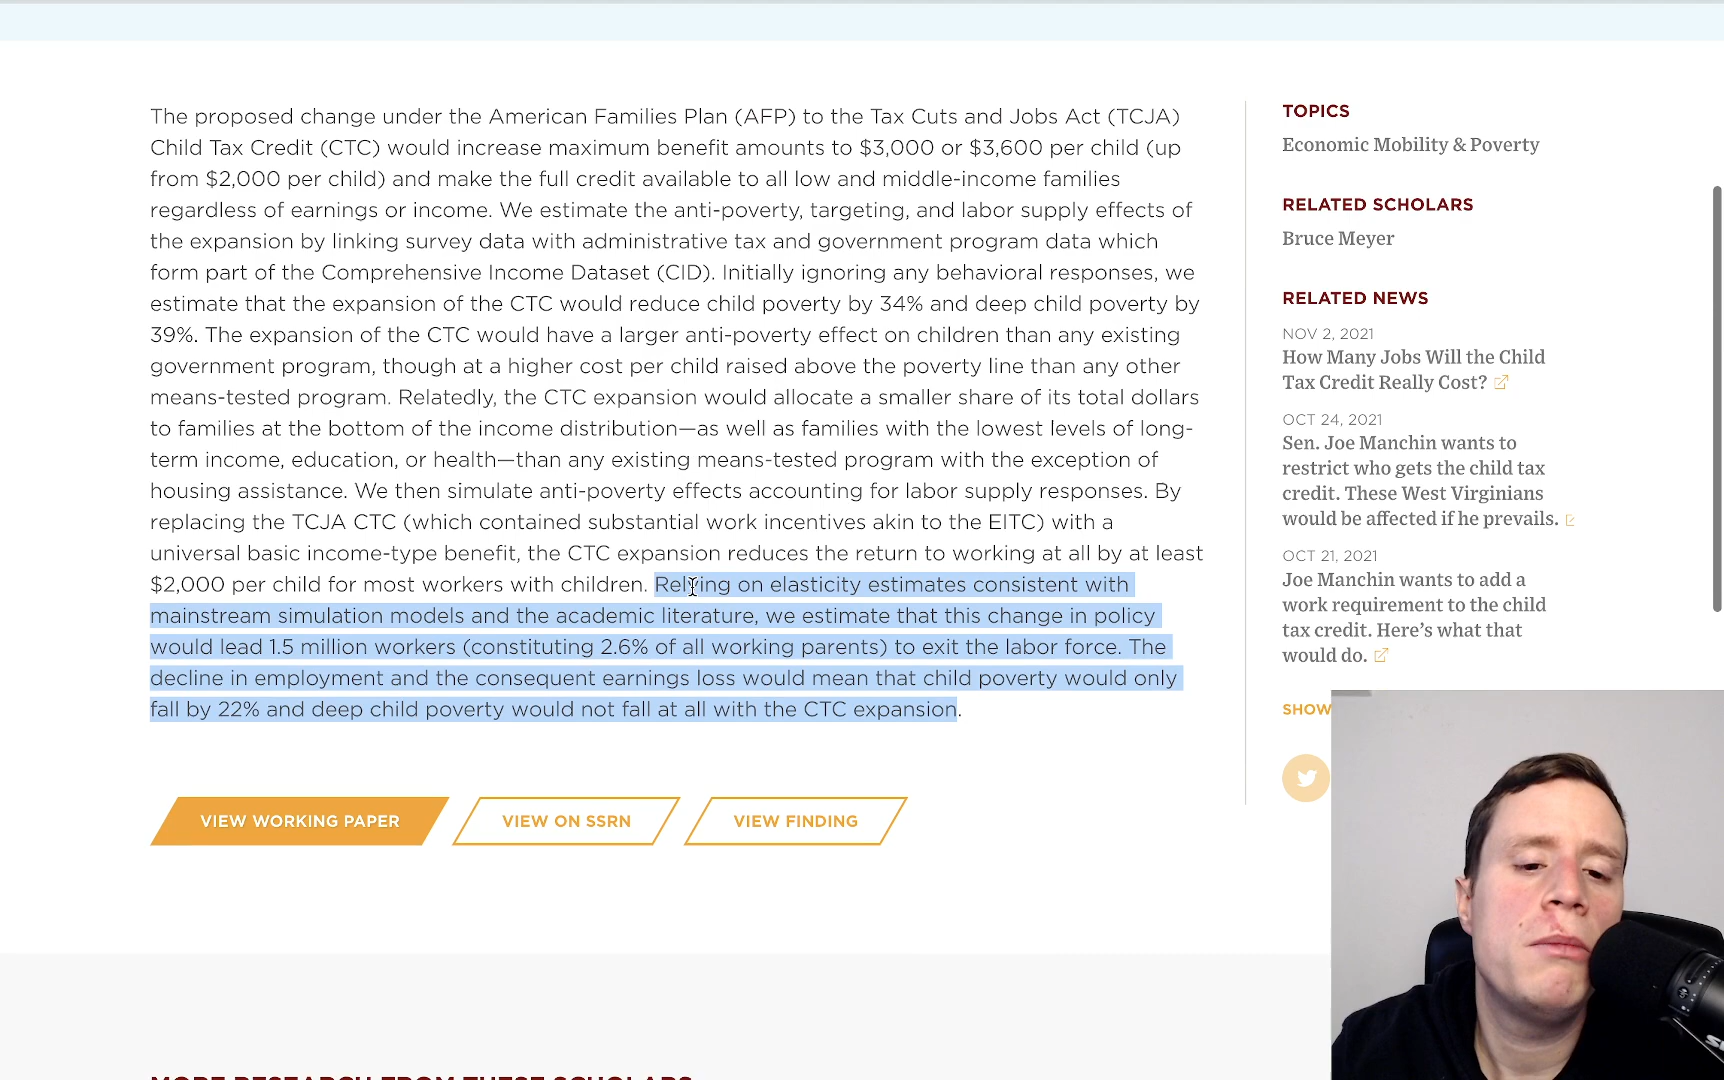 The proposed change under the American Families Plan (AFP) to the Tax Cuts and Jobs Act (TCJA)
Child Tax Credit (CTC) would increase maximum benefit amounts to $3,000 or $3,600 per child (up
from $2,000 per child) and make the full credit available to all low and middle-income families
regardless of earnings or income. We estimate the anti-poverty, targeting, and labor supply effects of
the expansion by linking survey data with administrative tax and government program data which
form part of the Comprehensive Income Dataset (CID). Initially ignoring any behavioral responses, we
estimate that the expansion of the CTC would reduce child poverty by 34% and deep child poverty by
39%. The expansion of the CTC would have a larger anti-poverty effect on children than any existing
government program, though at a higher cost per child raised above the poverty line than any other
means-tested program. Relatedly, the CTC expansion would allocate a smaller share of its total dollars
to families at the bottom of the income distribution—as well as families with the lowest levels of long-
term income, education, or health—than any existing means-tested program with the exception of
housing assistance. We then simulate anti-poverty effects accounting for labor supply responses. By
replacing the TCJA CTC (which contained substantial work incentives akin to the EITC) with a
universal basic income-type benefit, the CTC expansion reduces the return to working at all by at least
$2,000 per child for most workers with children. Relying on elasticity estimates consistent with
mainstream simulation models and the academic literature, we estimate that this change in policy
would lead 1.5 million workers (constituting 2.6% of all working parents) to exit the labor force. The
decline in employment and the consequent earnings loss would mean that child poverty would only
fall by 22% and deep child poverty would not fall at all with the CTC expansion.
VIEW WORKING PAPER
VIEW ON SSRN
VIEW FINDING
TOPICS
Economic Mobility & Poverty
RELATED SCHOLARS
Bruce Meyer
RELATED NEWS
NOV 2, 2021
How Many Jobs Will the Child
Tax Credit Really Cost?
OCT 24, 2021
Sen. Joe Manchin wants to
restrict who gets the child tax
credit. These West Virginians
would be affected if he prevails.
OCT 21, 2021
Joe Manchin wants to add a
work requirement to the child
tax credit. Here's what that
would do.
SHOW
MORE RESEARCH FROM THESE SCHOLARS